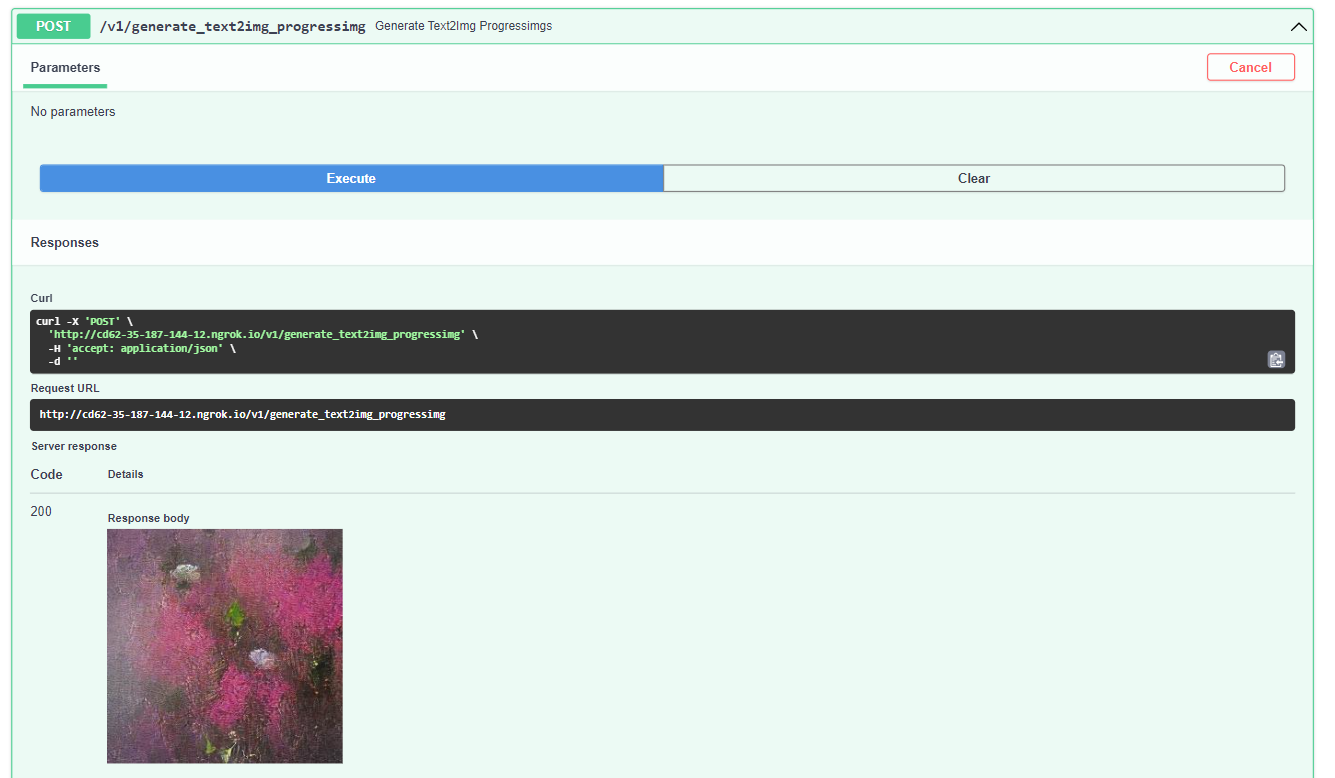 POST /v1/generate_text2img_progressimg Generate Text2Img Progressimgs
Parameters
Cancel
No parameters
Execute
Clear
Responses
Curl
curl -X 'POST' \
'http://cd62-35-187-144-12.ngrok.io/v1/generate_text2img_progressimg' \
-H 'accept: application/json' \
-d ''
Request URL
http://cd62-35-187-144-12.ngrok.io/v1/generate_text2img_progressimg
Server response
Code Details
200
Response body